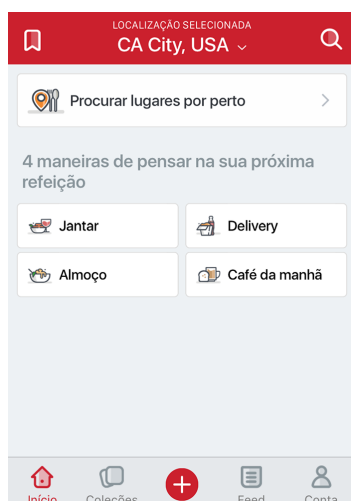 LOCALIZAÇÃO SELECIONADA
CA City, USA
Procurar lugares por perto
4 maneiras de pensar na sua próxima
refeição
Jantar
Delivery
Almoço
Café da manhã
Início
Coleções
Feed
Conta